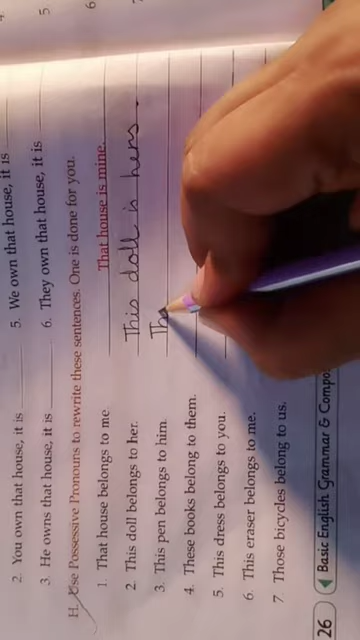 2. You own that house, it is
5. We own that house, it is
3. He owns that house, it is
6. They own that house, it is
H. Use Possessive Pronouns to rewrite these sentences. One is done for you.
1. That house belongs to me. That house is mine.
2. This doll belongs to her. This doll is hers.
3. This pen belongs to him. Th
4. These books belong to them.
5. This dress belongs to you.
6. This eraser belongs to me.
7. Those bicycles belong to us.
26 Basic English Grammar & Compo
5
6